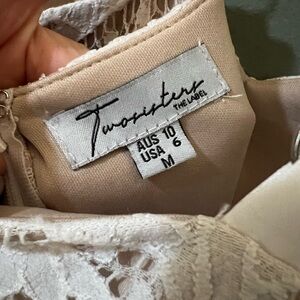 Twosisters
THE LABEL
AUS 10
USA 6
M